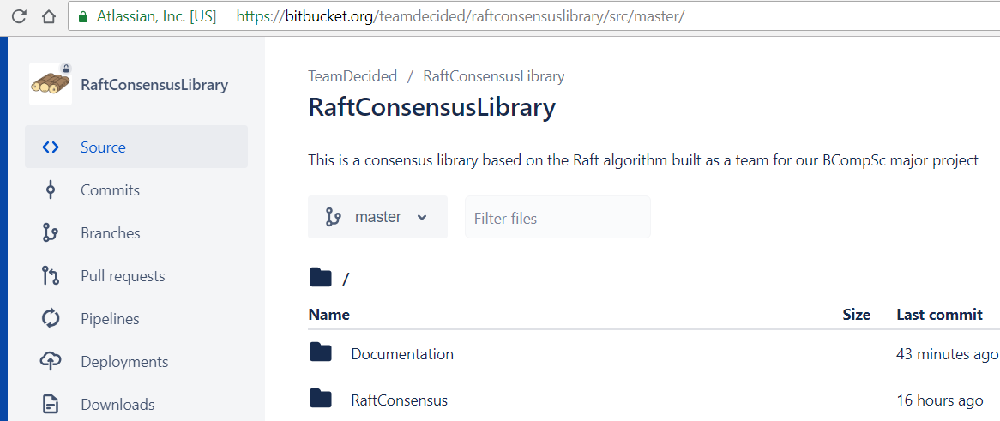 Atlassian, Inc. [US] https://bitbucket.org/teamdecided/raftconsensuslibrary/src/master/
RaftConsensusLibrary
Source
Commits
Branches
Pull requests
Pipelines
Deployments
Downloads
TeamDecided / RaftConsensusLibrary
RaftConsensusLibrary
This is a consensus library based on the Raft algorithm built as a team for our BCompSc major project
master Filter files
/
Name Size Last commit
Documentation 43 minutes ago
RaftConsensus 16 hours ago